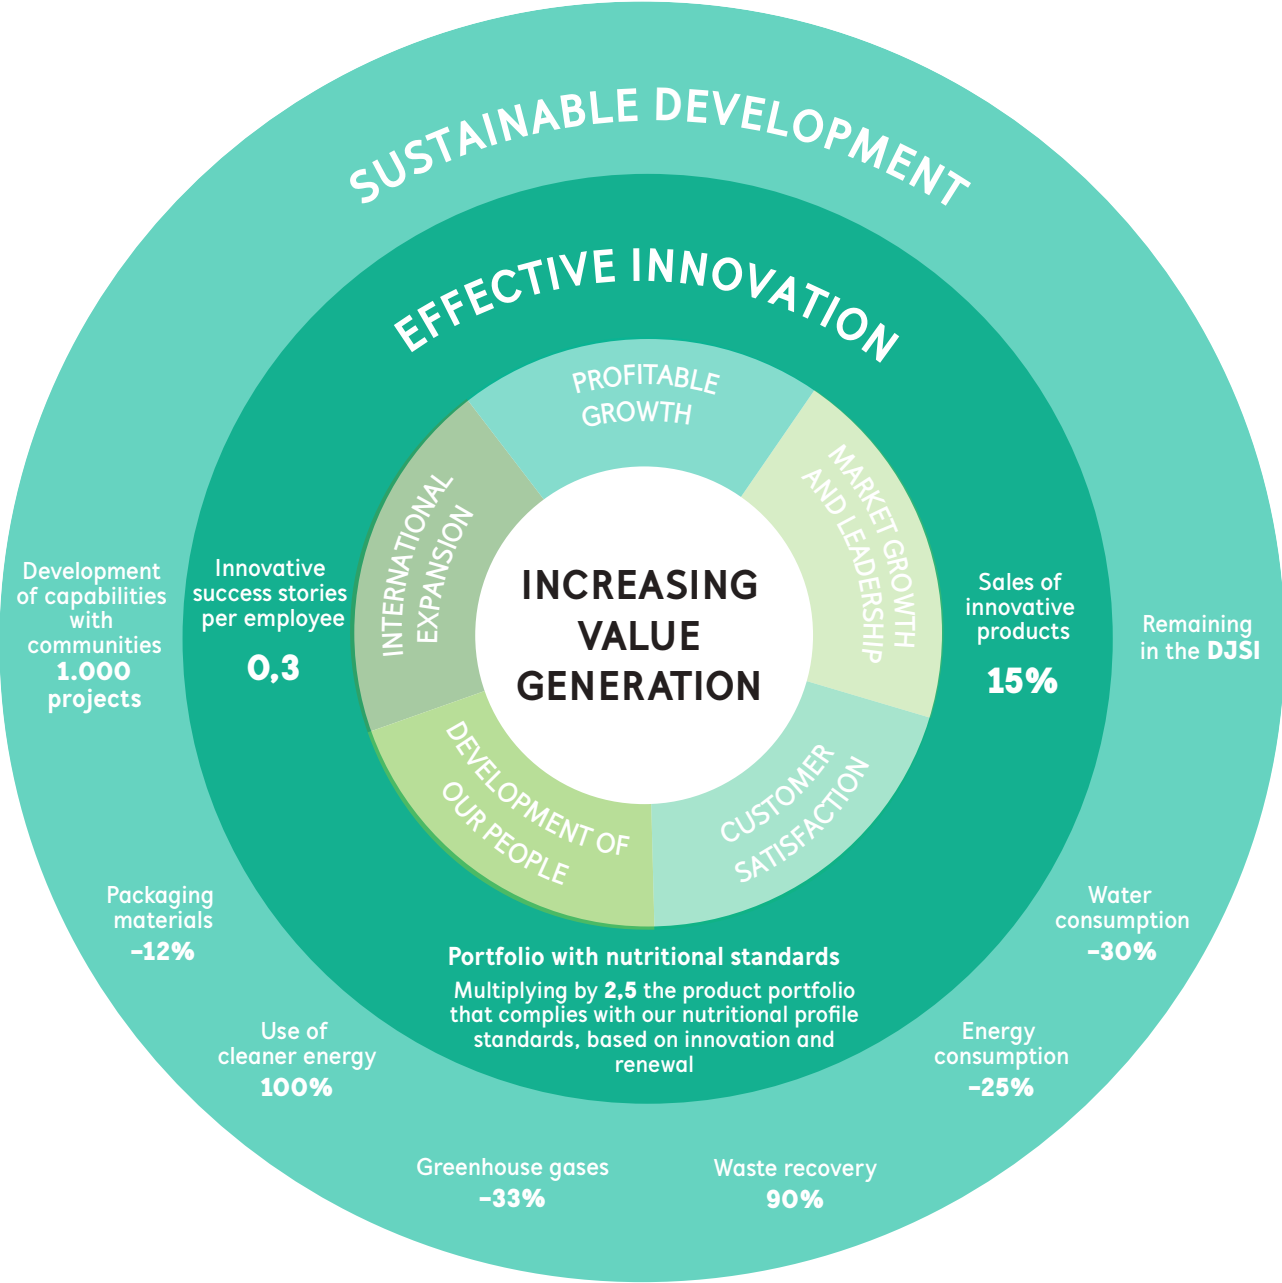 SUSTAINABLE DEVELOPMENT
EFFECTIVE INNOVATION
PROFITABLE
GROWTH
MARKET GROWTH
AND LEADERSHIP
CUSTOMER
SATISFACTION
DEVELOPMENT OF
OUR PEOPLE
INTERNATIONAL
EXPANSION
INCREASING
VALUE
GENERATION
Development
of capabilities
with
communities
1.000
projects
Innovative
success stories
per employee
0,3
Sales of
innovative
products
15%
Remaining
in the DJSI
Packaging
materials
-12%
Water
consumption
-30%
Portfolio with nutritional standards
Multiplying by 2,5 the product portfolio
that complies with our nutritional profile
standards, based on innovation and
renewal
Use of
cleaner energy
100%
Energy
consumption
-25%
Greenhouse gases
-33%
Waste recovery
90%